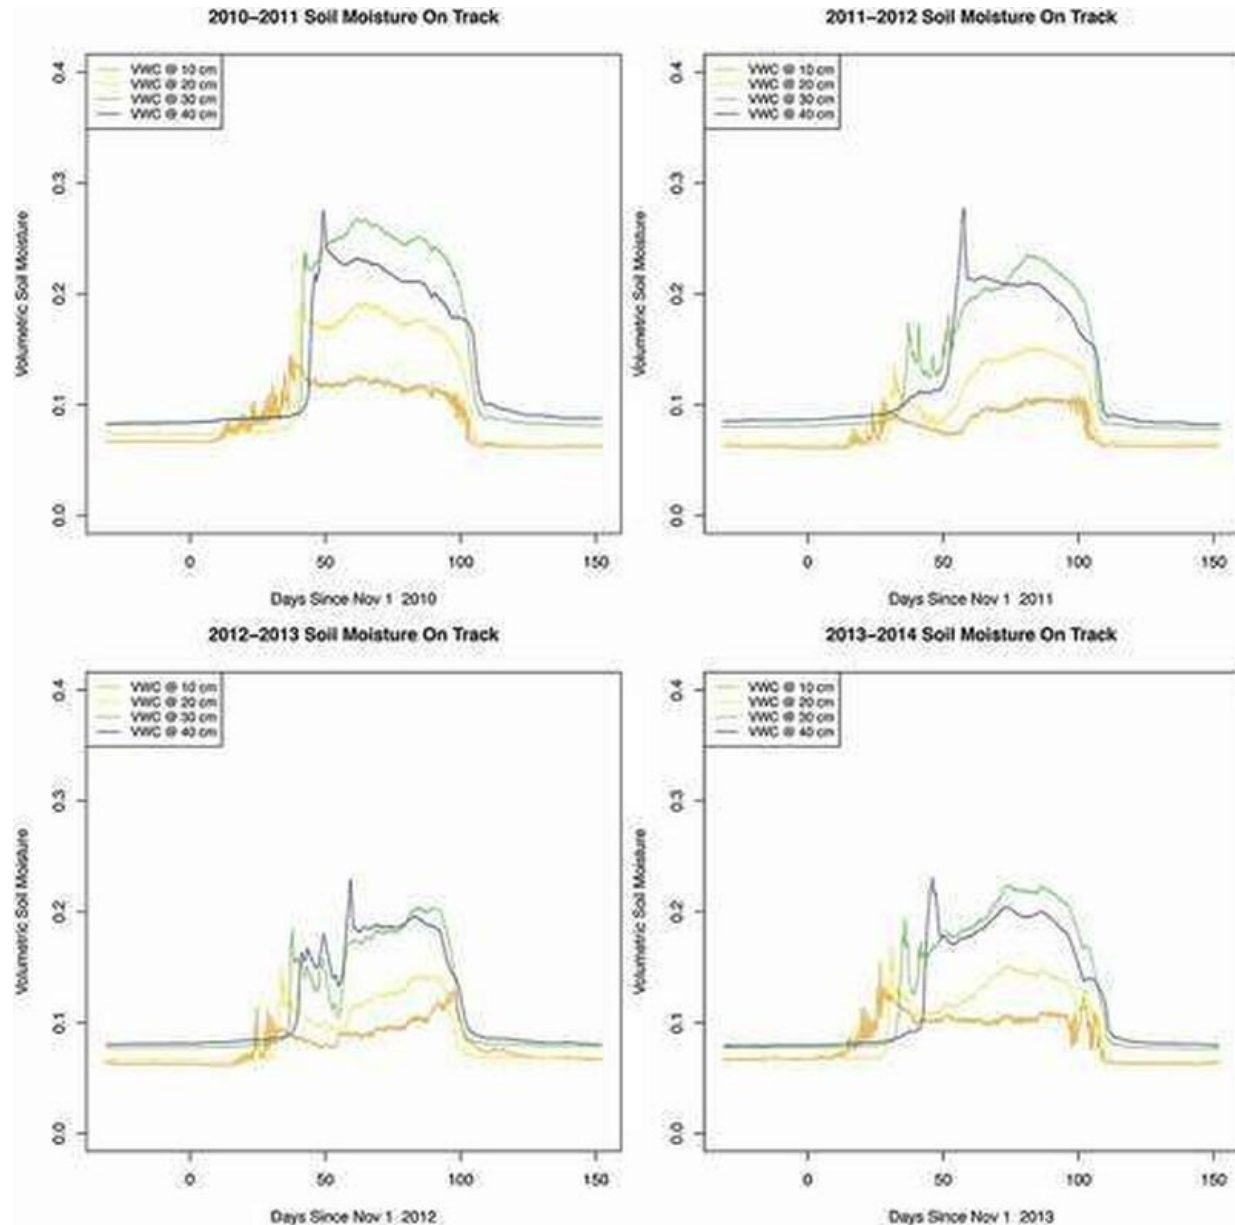 2010–2011 Soil Moisture On Track
0.4
0.3
0.2
0.1
0.0
Volumetric Soil Moisture
VWC @ 10 cm
VWC @ 20 cm
VWC @ 30 cm
VWC @ 40 cm
0 50 100 150
Days Since Nov 1 2010
2011–2012 Soil Moisture On Track
0.4
0.3
0.2
0.1
0.0
Volumetric Soil Moisture
VWC @ 10 cm
VWC @ 20 cm
VWC @ 30 cm
VWC @ 40 cm
0 50 100 150
Days Since Nov 1 2011
2012–2013 Soil Moisture On Track
0.4
0.3
0.2
0.1
0.0
Volumetric Soil Moisture
VWC @ 10 cm
VWC @ 20 cm
VWC @ 30 cm
VWC @ 40 cm
0 50 100 150
Days Since Nov 1 2012
2013–2014 Soil Moisture On Track
0.4
0.3
0.2
0.1
0.0
Volumetric Soil Moisture
VWC @ 10 cm
VWC @ 20 cm
VWC @ 30 cm
VWC @ 40 cm
0 50 100 150
Days Since Nov 1 2013